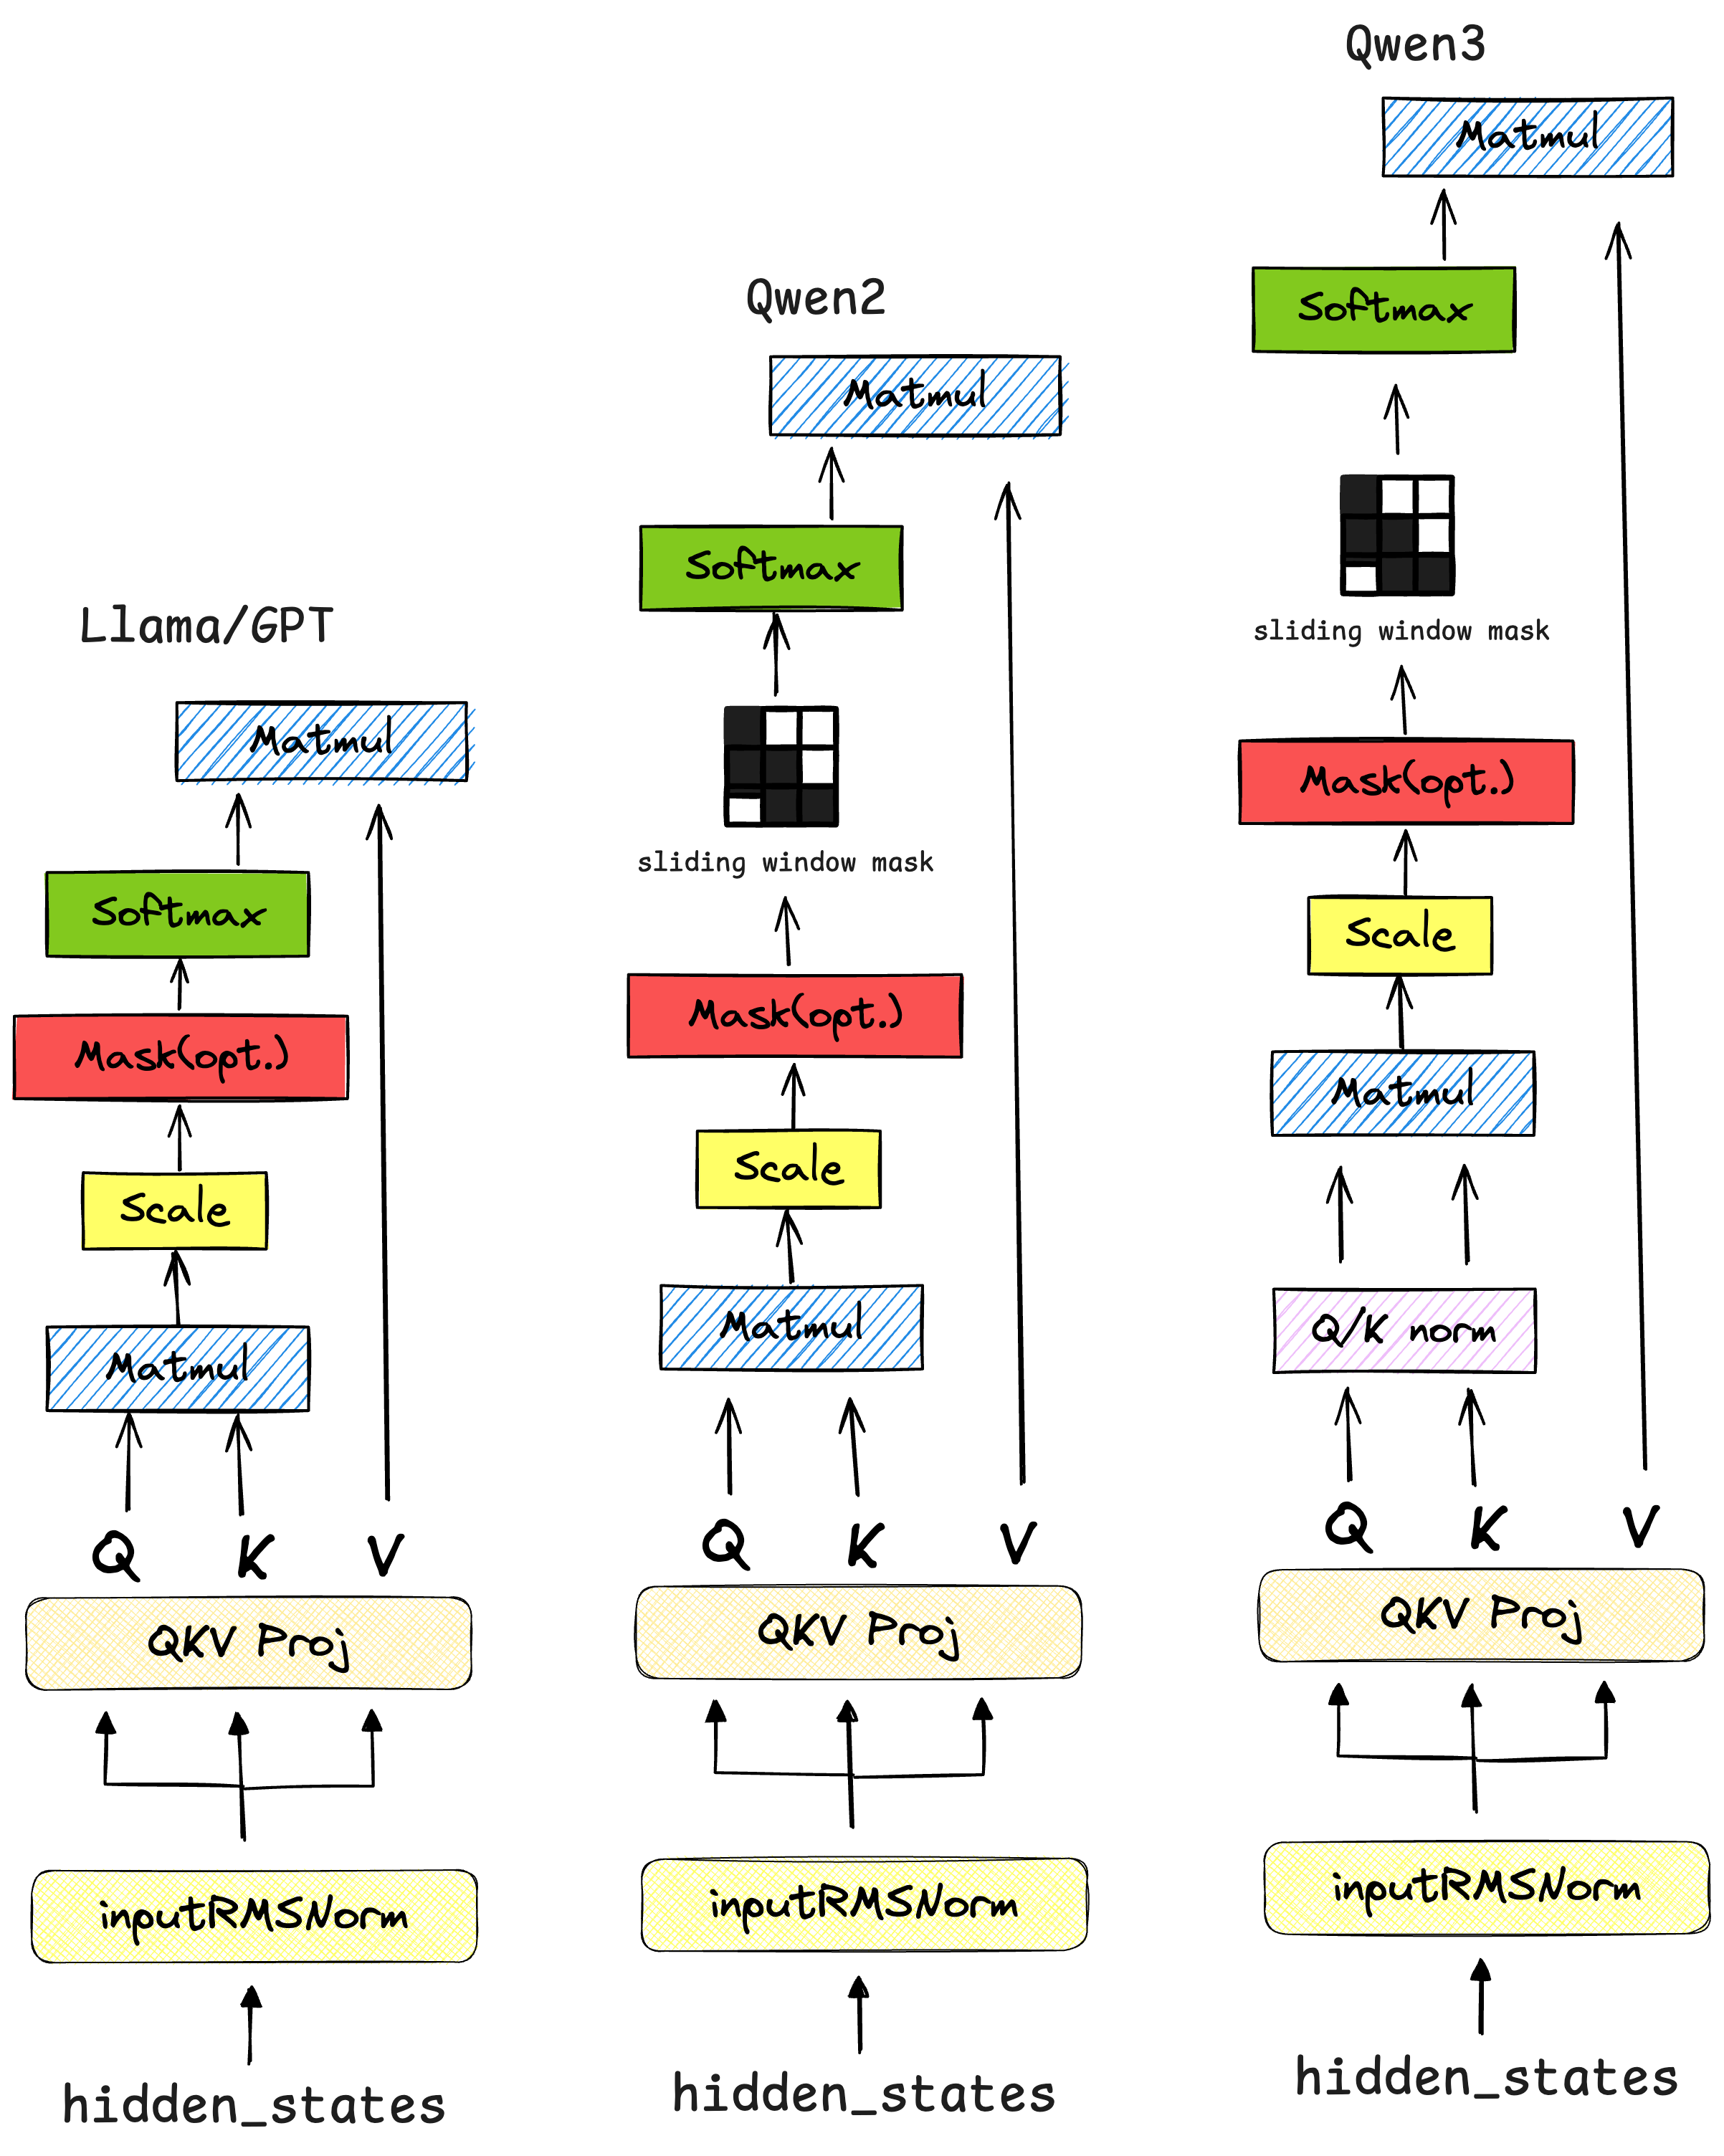 Llama/GPT
Matmul
Softmax
Mask(opt.)
Scale
Matmul
Q K V
QKV Proj
inputRMSNorm
hidden_states
Qwen2
Matmul
Softmax
sliding window mask
Mask(opt.)
Scale
Matmul
Q K V
QKV Proj
inputRMSNorm
hidden_states
Qwen3
Matmul
Softmax
sliding window mask
Mask(opt.)
Scale
Matmul
Q/K norm
Q K V
QKV Proj
inputRMSNorm
hidden_states